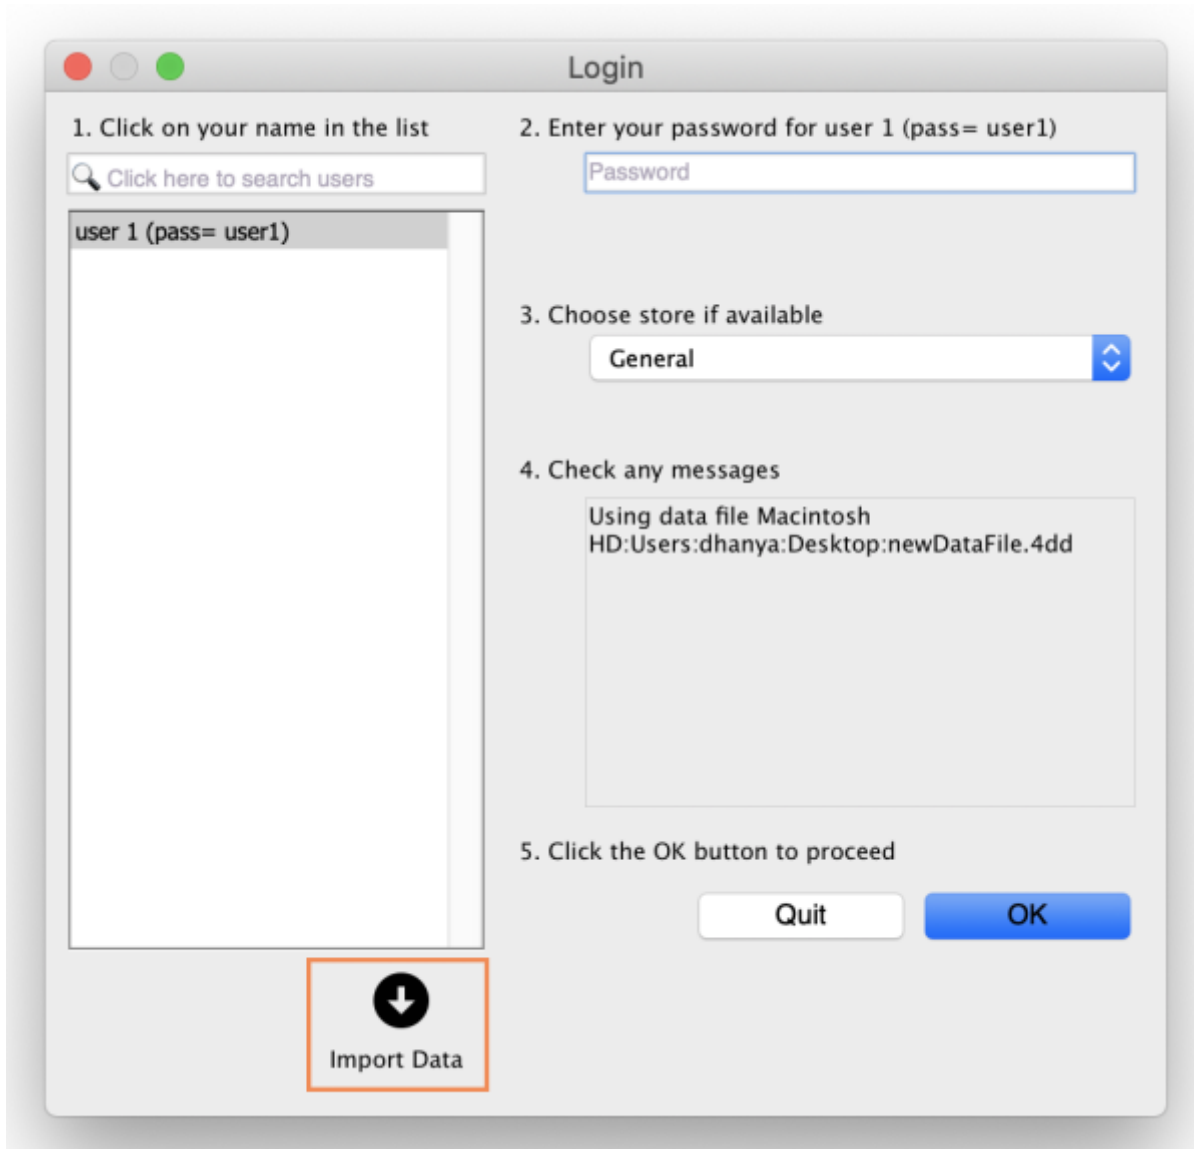 Login
1. Click on your name in the list
Click here to search users
user 1 (pass= user1)
2. Enter your password for user 1 (pass= user1)
Password
3. Choose store if available
General
4. Check any messages
Using data file Macintosh
HD:Users:dhanya:Desktop:newDataFile.4dd
5. Click the OK button to proceed
Quit
OK
Import Data